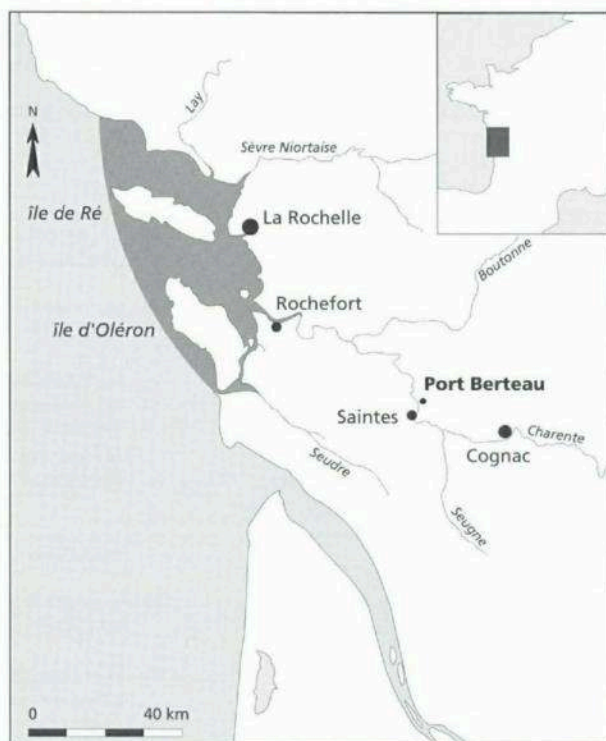 Lay
N
Sèvre Niortaise
île de Ré
La Rochelle
Boutonne
Rochefort
île d'Oléron
Port Berteau
Saintes
Charente
Cognac
Seudre
Seugne
0 40 km